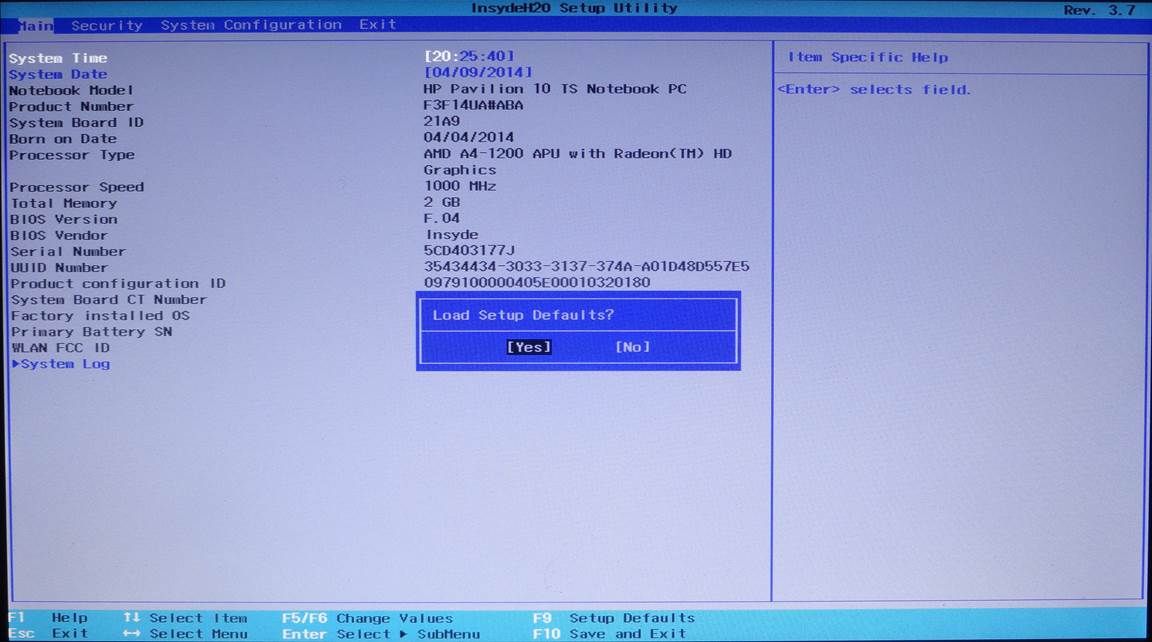 InsydeH2O Setup Utility Rev. 3.7
Main Security System Configuration Exit
System Time [20:25:40]
System Date [04/09/2014]
Notebook Model HP Pavilion 10 TS Notebook PC
Product Number F3F14UA#ABA
System Board ID 21A9
Born on Date 04/04/2014
Processor Type AMD A4-1200 APU with Radeon(TM) HD
Graphics
Processor Speed 1000 MHz
Total Memory 2 GB
BIOS Version F.04
BIOS Vendor Insyde
Serial Number 5CD403177J
UUID Number 35434434-3033-3137-374A-A01D48D557E5
Product configuration ID 0979100000405E00010320180
System Board CT Number
Factory installed OS
Primary Battery SN
WLAN FCC ID
▶System Log
Load Setup Defaults?
[Yes] [No]
Item Specific Help
<Enter> selects field.
F1 Help ↑↓ Select Item F5/F6 Change Values F9 Setup Defaults
Esc Exit ↔ Select Menu Enter Select ▶ SubMenu F10 Save and Exit